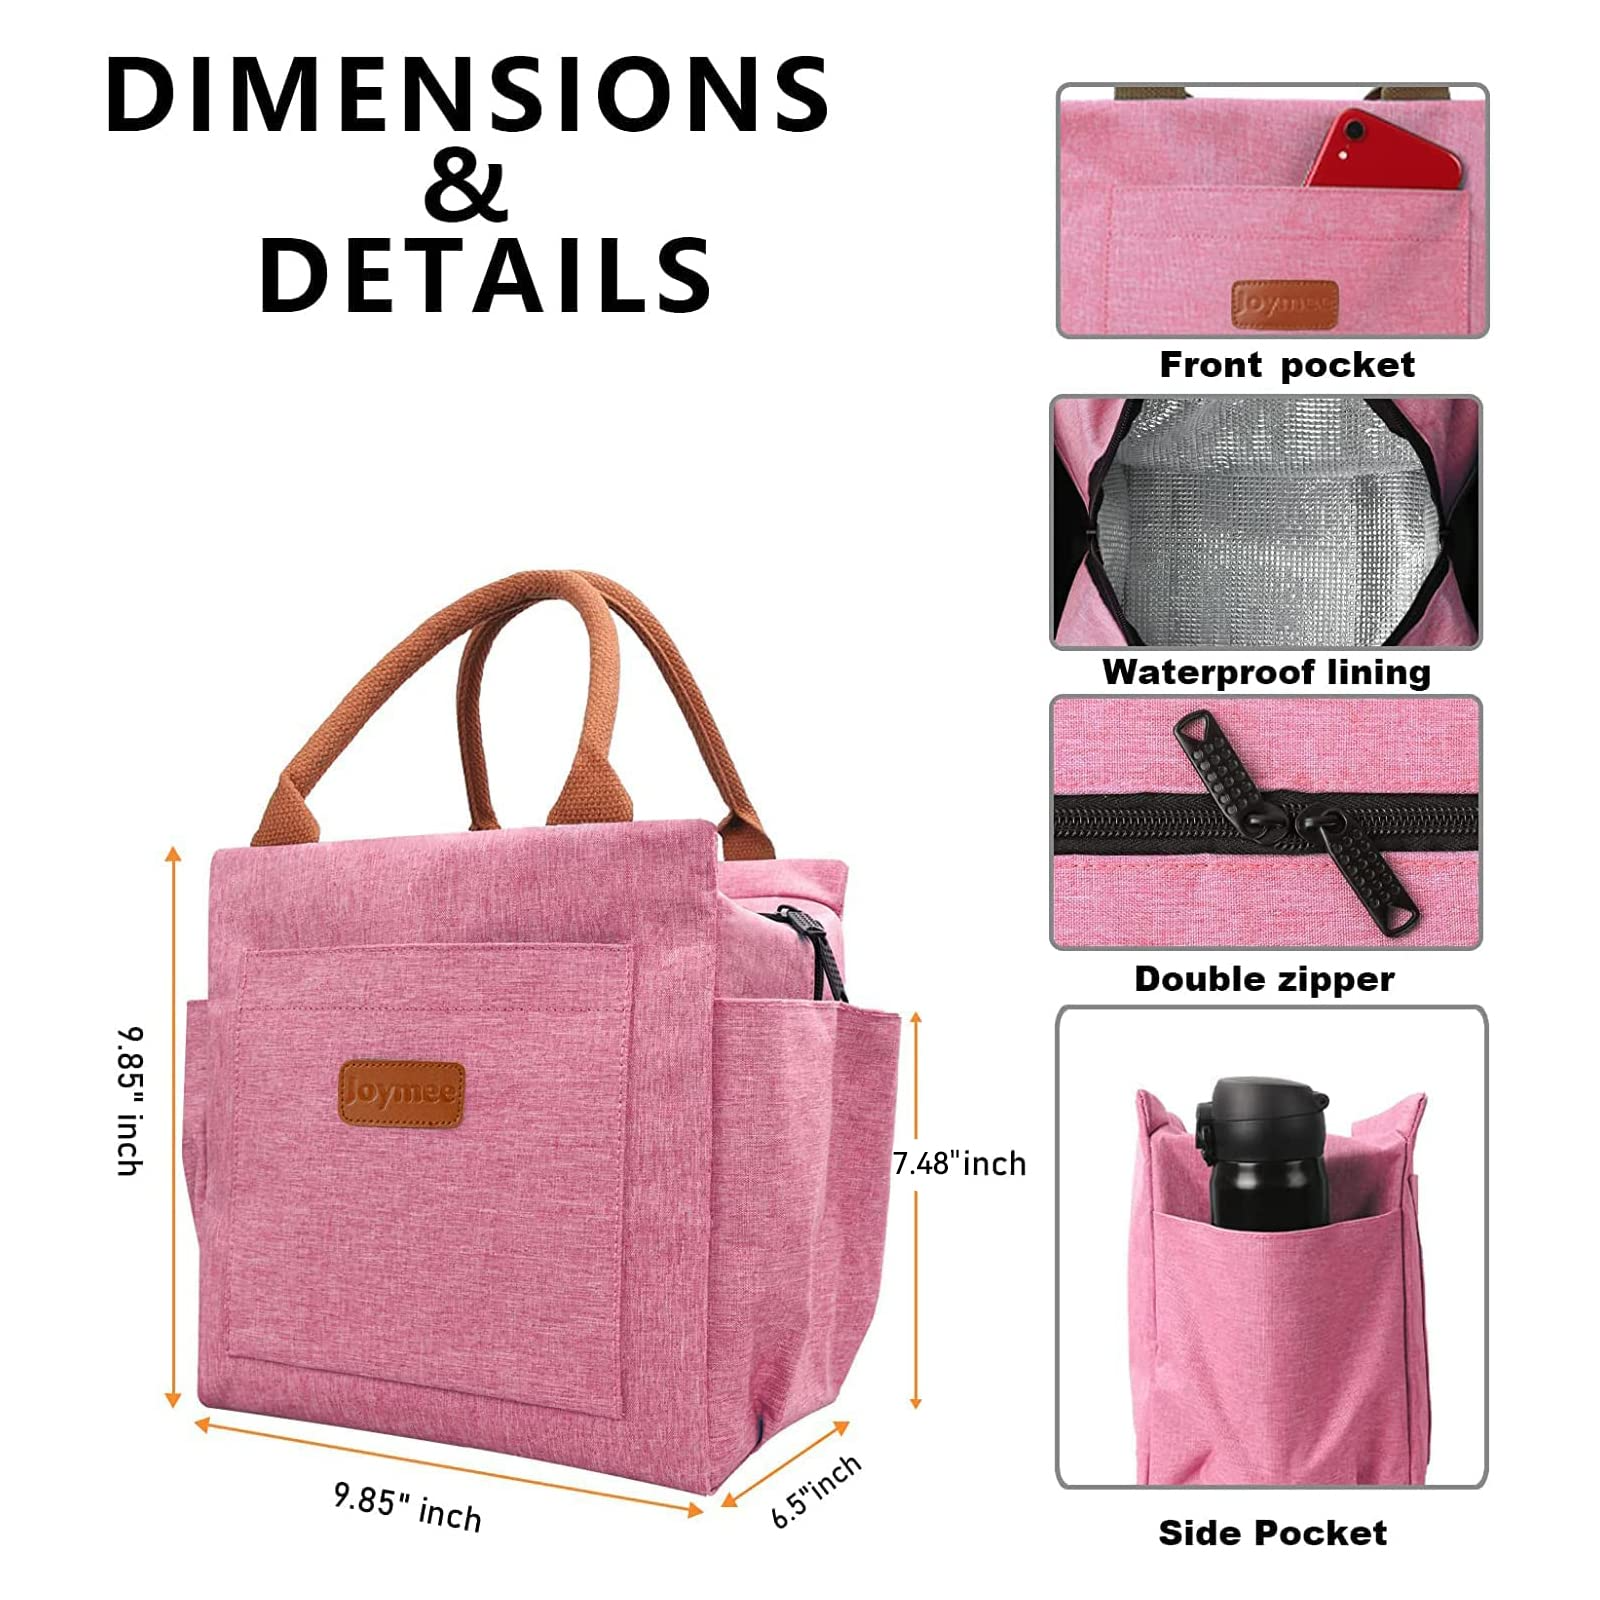 DIMENSIONS
&
DETAILS
Joymee
Front pocket
Waterproof lining
Double zipper
Joymee
9.85" inch
7.48"inch
9.85" inch
6.5"inch
Side Pocket